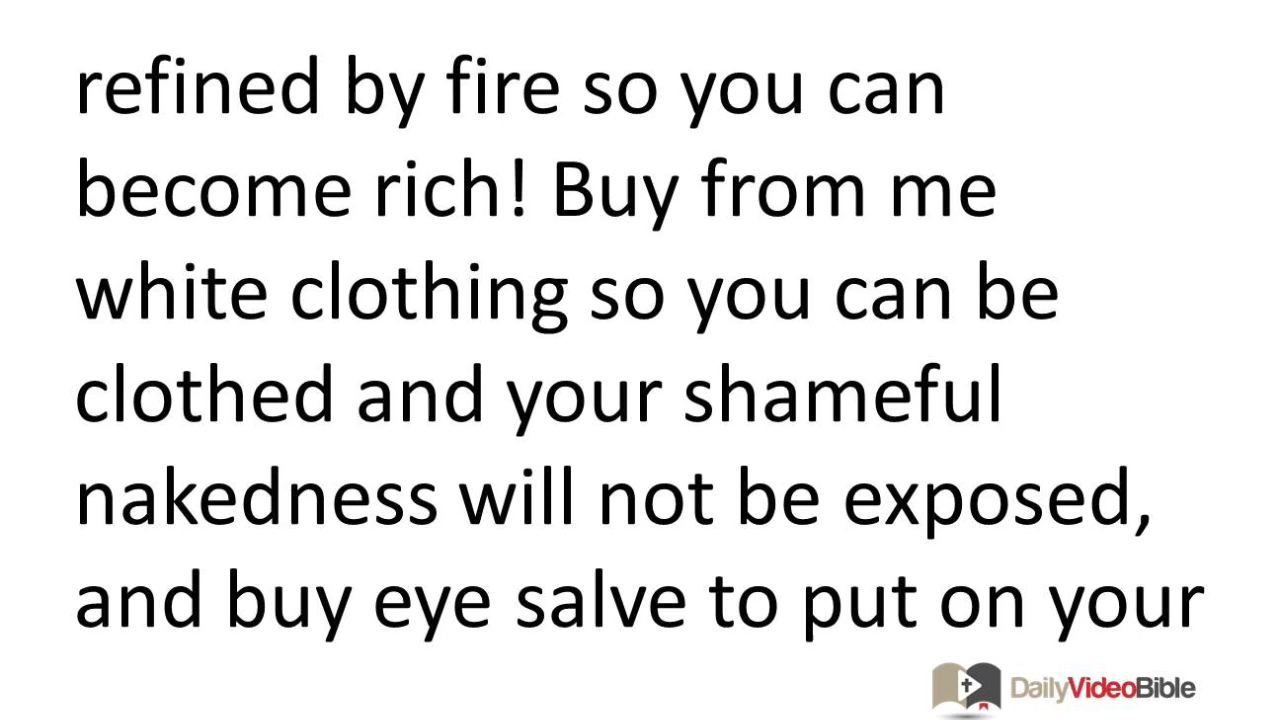 refined by fire so you can
become rich! Buy from me
white clothing so you can be
clothed and your shameful
nakedness will not be exposed,
and buy eye salve to put on your
DailyVideoBible